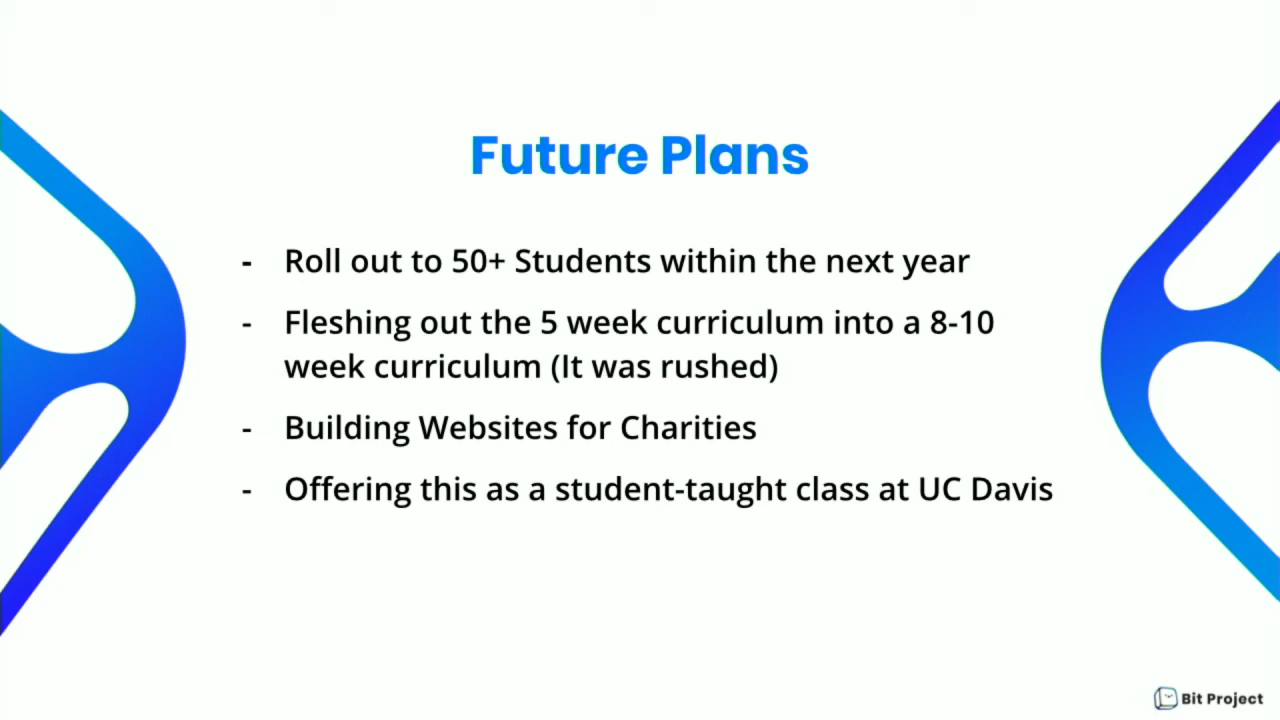 Future Plans
- Roll out to 50+ Students within the next year
- Fleshing out the 5 week curriculum into a 8-10
week curriculum (It was rushed)
- Building Websites for Charities
- Offering this as a student-taught class at UC Davis
Bit Project